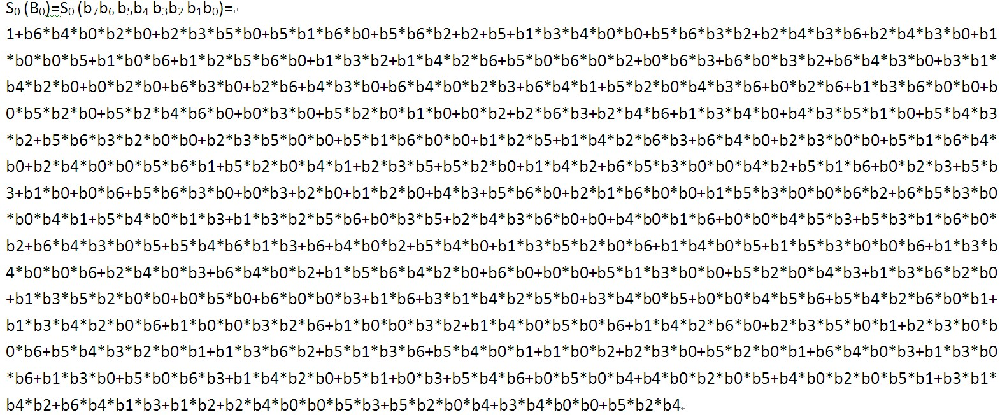 S₀ (B₀)=S₀ (b₇b₆ b₅b₄ b₃b₂ b₁b₀)=
1+b6*b4*b0*b2*b0+b2*b3*b5*b0+b5*b1*b6*b0+b5*b6*b2+b2+b5+b1*b3*b4*b0*b0+b5*b6*b3*b2+b2*b4*b3*b6+b2*b4*b3*b0+b1
*b0*b0*b5+b1*b0*b6+b1*b2*b5*b6*b0+b1*b3*b2+b1*b4*b2*b6+b5*b0*b6*b0*b2+b0*b6*b3+b6*b0*b3*b2+b6*b4*b3*b0+b3*b1*
b4*b2*b0+b0*b2*b0+b6*b3*b0+b2*b6+b4*b3*b0+b6*b4*b0*b2*b3+b6*b4*b1+b5*b2*b0*b4*b3*b6+b0*b2*b6+b1*b3*b6*b0*b0+b
0*b5*b2*b0+b5*b2*b4*b6*b0+b0*b3*b0+b5*b2*b0*b1*b0+b0*b2+b2*b6*b3+b2*b4*b6+b1*b3*b4*b0+b4*b3*b5*b1*b0+b5*b4*b3
*b2+b5*b6*b3*b2*b0*b0+b2*b3*b5*b0*b0+b5*b1*b6*b0*b0+b1*b2*b5+b1*b4*b2*b6*b3+b6*b4*b0+b2*b3*b0*b0+b5*b1*b6*b4*
b0+b2*b4*b0*b0*b5*b6*b1+b5*b2*b0*b4*b1+b2*b3*b5+b5*b2*b0+b1*b4*b2+b6*b5*b3*b0*b0*b4*b2+b5*b1*b6+b0*b2*b3+b5*b
3+b1*b0+b0*b6+b5*b6*b3*b0+b0*b3+b2*b0+b1*b2*b0+b4*b3+b5*b6*b0+b2*b1*b6*b0*b0+b1*b5*b3*b0*b0*b6*b2+b6*b5*b3*b0
*b0*b4*b1+b5*b4*b0*b1*b3+b1*b3*b2*b5*b6+b0*b3*b5+b2*b4*b3*b6*b0+b0+b4*b0*b1*b6+b0*b0*b4*b5*b3+b5*b3*b1*b6*b0*
b2+b6*b4*b3*b0*b5+b5*b4*b6*b1*b3+b6+b4*b0*b2+b5*b4*b0+b1*b3*b5*b2*b0*b6+b1*b4*b0*b5+b1*b5*b3*b0*b0*b6+b1*b3*b
4*b0*b0*b6+b2*b4*b0*b3+b6*b4*b0*b2+b1*b5*b6*b4*b2*b0+b6*b0+b0*b0+b5*b1*b3*b0*b0+b5*b2*b0*b4*b3+b1*b3*b6*b2*b0
+b1*b3*b5*b2*b0*b0+b0*b5*b0+b6*b0*b0*b3+b1*b6+b3*b1*b4*b2*b5*b0+b3*b4*b0*b5+b0*b0*b4*b5*b6+b5*b4*b2*b6*b0*b1+
b1*b3*b4*b2*b0*b6+b1*b0*b0*b3*b2*b6+b1*b0*b0*b3*b2+b1*b4*b0*b5*b0*b6+b1*b4*b2*b6*b0+b2*b3*b5*b0*b1+b2*b3*b0*b
0*b6+b5*b4*b3*b2*b0*b1+b1*b3*b6*b2+b5*b1*b3*b6+b5*b4*b0*b1+b1*b0*b2+b2*b3*b0+b5*b2*b0*b1+b6*b4*b0*b3+b1*b3*b0
*b6+b1*b3*b0+b5*b0*b6*b3+b1*b4*b2*b0+b5*b1+b0*b3+b5*b4*b6+b0*b5*b0*b4+b4*b0*b2*b0*b5+b4*b0*b2*b0*b5*b1+b3*b1*
b4*b2+b6*b4*b1*b3+b1*b2+b2*b4*b0*b0*b5*b3+b5*b2*b0*b4+b3*b4*b0*b0+b5*b2*b4